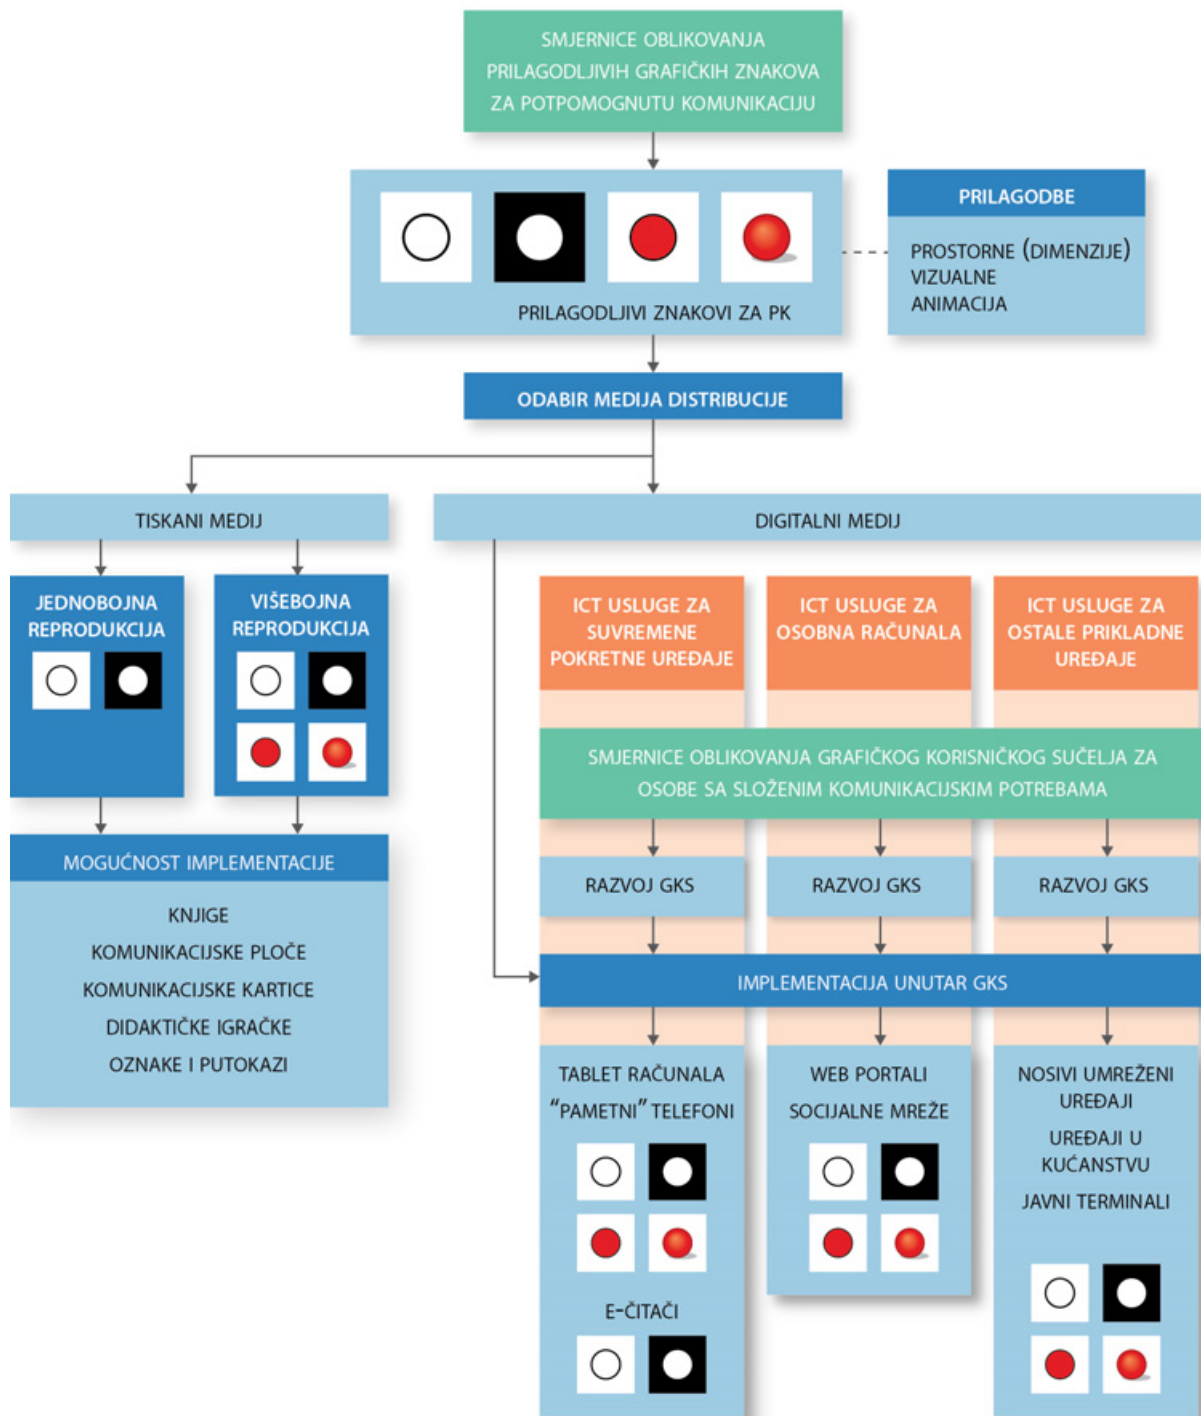 SMJERNICE OBLIKOVANJA
PRILAGODLJIVIH GRAFIČKIH ZNAKOVA
ZA POTPOMOGNUTU KOMUNIKACIJU
PRILAGODLJIVI ZNAKOVI ZA PK
PRILAGODBE
PROSTORNE (DIMENZIJE)
VIZUALNE
ANIMACIJA
ODABIR MEDIJA DISTRIBUCIJE
TISKANI MEDIJ
JEDNOBOJNA
REPRODUKCIJA
VIŠEBOJNA
REPRODUKCIJA
MOGUĆNOST IMPLEMENTACIJE
KNJIGE
KOMUNIKACIJSKE PLOČE
KOMUNIKACIJSKE KARTICE
DIDAKTIČKE IGRAČKE
OZNAKE I PUTOKAZI
DIGITALNI MEDIJ
ICT USLUGE ZA
SUVREMENE
POKRETNE UREĐAJE
ICT USLUGE ZA
OSOBNA RAČUNALA
ICT USLUGE ZA
OSTALE PRIKLADNE
UREĐAJE
SMJERNICE OBLIKOVANJA GRAFIČKOG KORISNIČKOG SUČELJA ZA
OSOBE SA SLOŽENIM KOMUNIKACIJSKIM POTREBAMA
RAZVOJ GKS
RAZVOJ GKS
RAZVOJ GKS
IMPLEMENTACIJA UNUTAR GKS
TABLET RAČUNALA
“PAMETNI” TELEFONI
E-ČITAČI
WEB PORTALI
SOCIJALNE MREŽE
NOSIVI UMREŽENI
UREĐAJI
UREĐAJI U
KUĆANSTVU
JAVNI TERMINALI